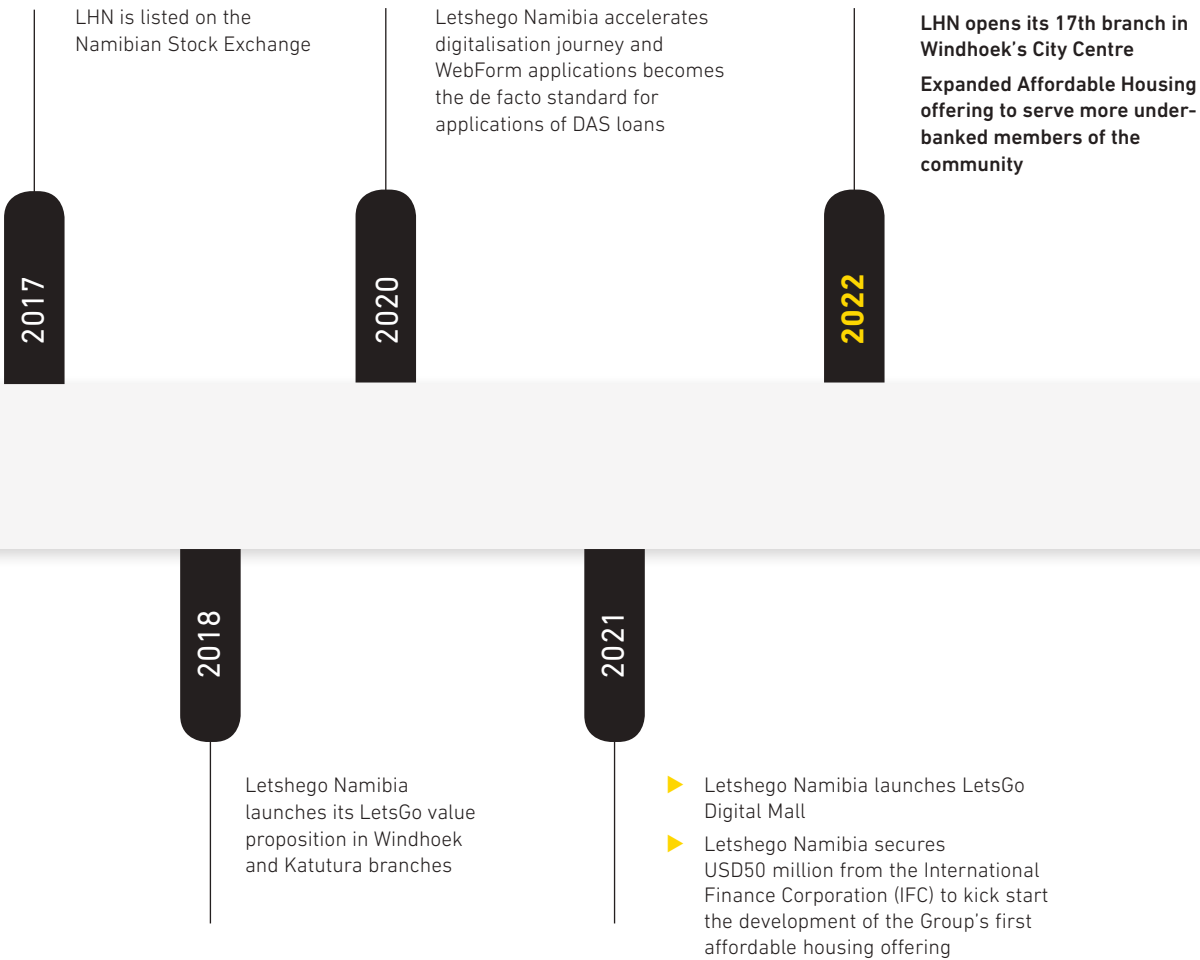 LHN is listed on the
Namibian Stock Exchange
2017
Letshego Namibia accelerates
digitalisation journey and
WebForm applications becomes
the de facto standard for
applications of DAS loans
2020
LHN opens its 17th branch in
Windhoek's City Centre
Expanded Affordable Housing
offering to serve more under-
banked members of the
community
2022
2018
Letshego Namibia
launches its LetsGo value
proposition in Windhoek
and Katutura branches
2021
Letshego Namibia launches LetsGo
Digital Mall
Letshego Namibia secures
USD50 million from the International
Finance Corporation (IFC) to kick start
the development of the Group's first
affordable housing offering